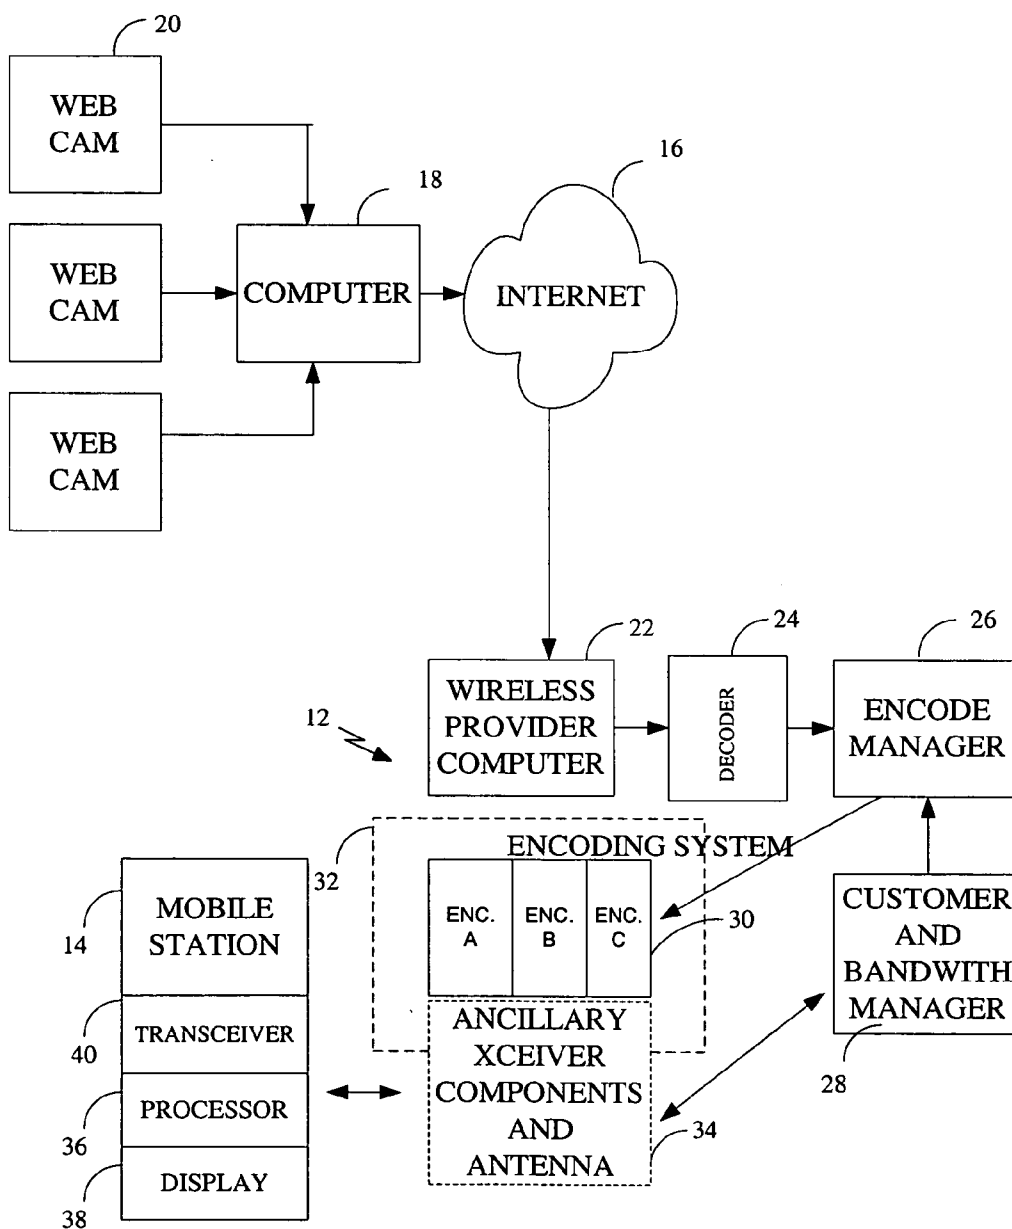 20
WEB
CAM
16
18
WEB
CAM
COMPUTER
INTERNET
WEB
CAM
22
24
26
12
WIRELESS
PROVIDER
COMPUTER
DECODER
ENCODE
MANAGER
32
ENCODING SYSTEM
14
MOBILE
STATION
ENC.
A
ENC.
B
ENC.
C
30
CUSTOMER
AND
BANDWITH
MANAGER
28
40
TRANSCEIVER
36
PROCESSOR
38
DISPLAY
ANCILLARY
XCEIVER
COMPONENTS
AND
ANTENNA
34